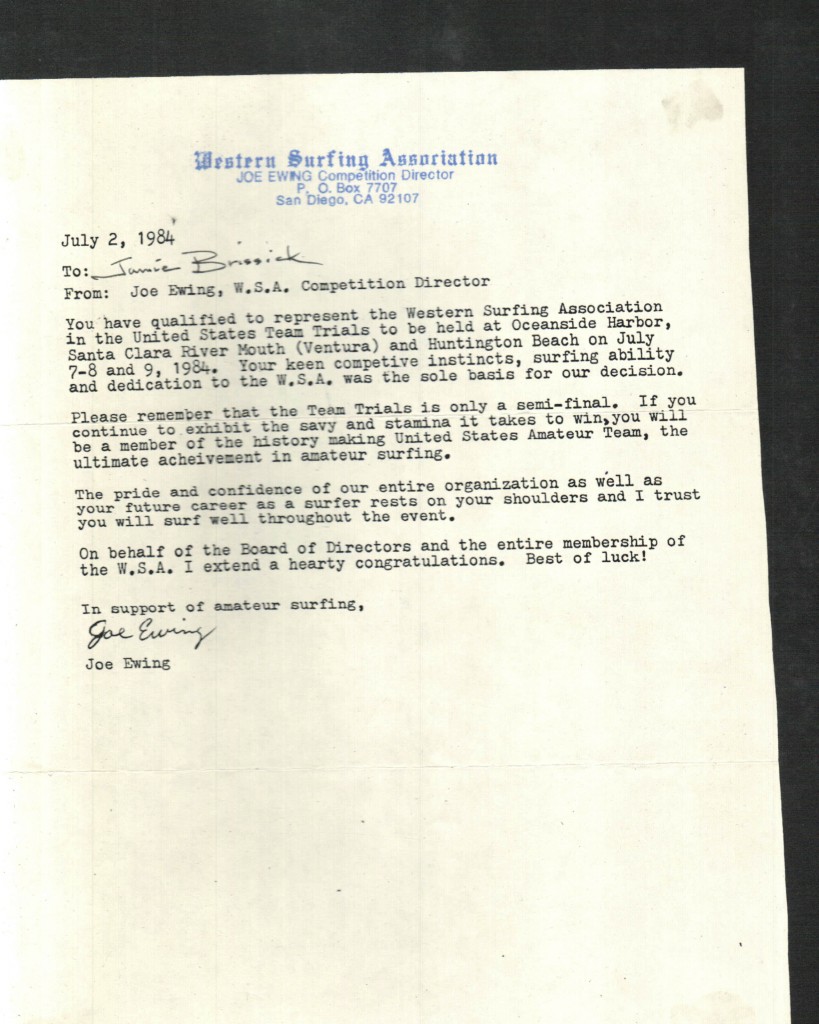 Western Surfing Association
JOE EWING Competition Director
P. O. Box 7707
San Diego, CA 92107
July 2, 1984
To: Jamie Brissick
From: Joe Ewing, W.S.A. Competition Director
You have qualified to represent the Western Surfing Association
in the United States Team Trials to be held at Oceanside Harbor,
Santa Clara River Mouth (Ventura) and Huntington Beach on July
7-8 and 9, 1984. Your keen competive instincts, surfing ability
and dedication to the W.S.A. was the sole basis for our decision.
Please remember that the Team Trials is only a semi-final. If you
continue to exhibit the savy and stamina it takes to win,you will
be a member of the history making United States Amateur Team, the
ultimate acheivement in amateur surfing.
The pride and confidence of our entire organization as well as
your future career as a surfer rests on your shoulders and I trust
you will surf well throughout the event.
On behalf of the Board of Directors and the entire membership of
the W.S.A. I extend a hearty congratulations. Best of luck!
In support of amateur surfing,
Joe Ewing
Joe Ewing